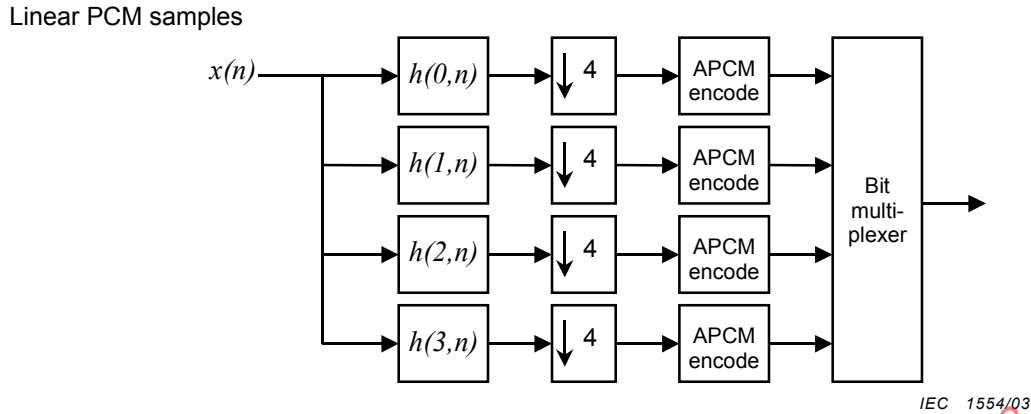 Linear PCM samples
x(n)
h(0,n)
4
APCM
encode
h(1,n)
4
APCM
encode
h(2,n)
4
APCM
encode
h(3,n)
4
APCM
encode
Bit
multi-
plexer
IEC 1554/03